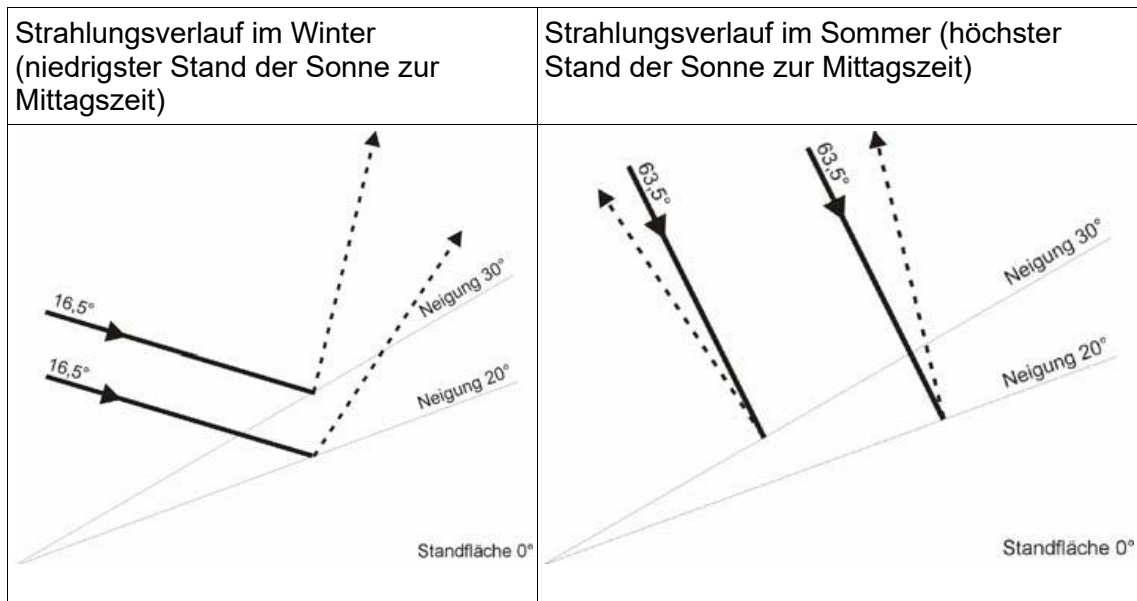 Strahlungsverlauf im Winter
(niedrigster Stand der Sonne zur
Mittagszeit)
Strahlungsverlauf im Sommer (höchster
Stand der Sonne zur Mittagszeit)
16,5°
16,5°
Neigung 30°
Neigung 20°
Standfläche 0°
63,5°
63,5°
Neigung 30°
Neigung 20°
Standfläche 0°